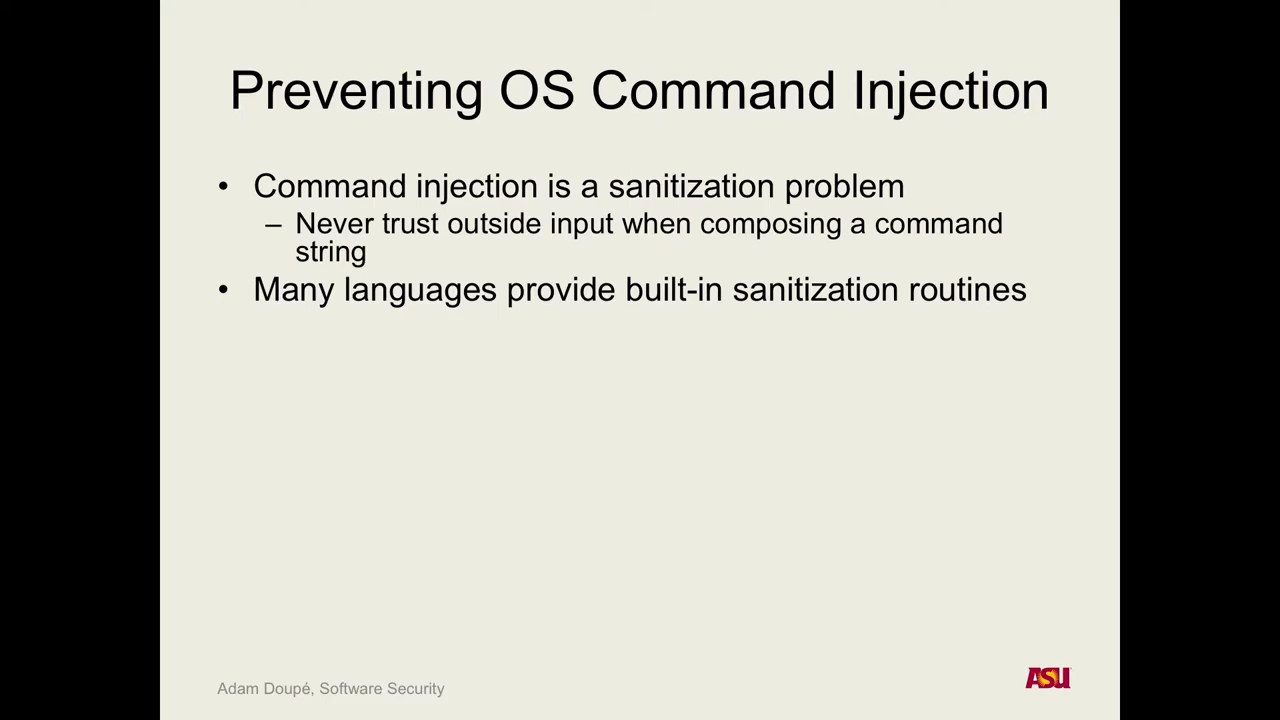 Preventing OS Command Injection
• Command injection is a sanitization problem
– Never trust outside input when composing a command
string
• Many languages provide built-in sanitization routines
Adam Doupé, Software Security
ASU